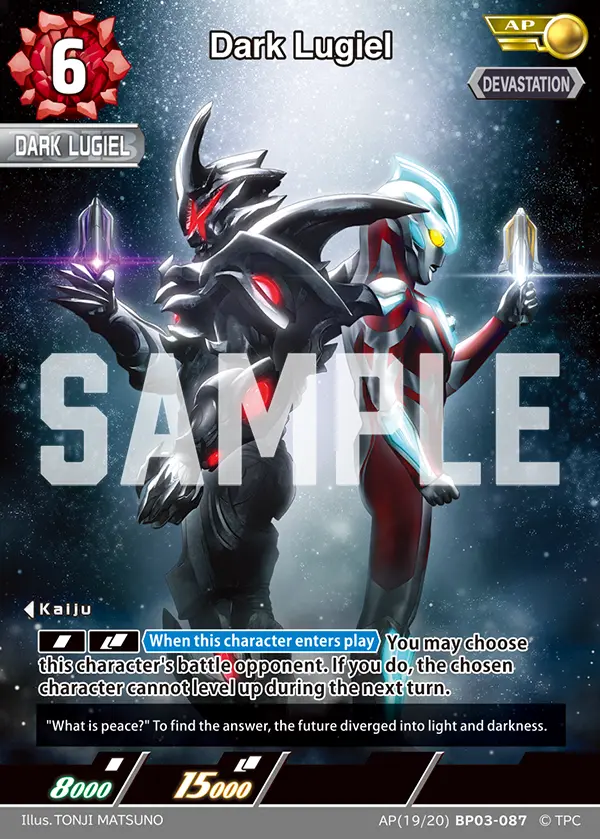 6
Dark Lugiel
AP
DEVASTATION
DARK LUGIEL
SAMPLE
Kaiju
When this character enters play You may choose
this character's battle opponent. If you do, the chosen
character cannot level up during the next turn.
"What is peace?" To find the answer, the future diverged into light and darkness.
8000
15000
Illus. TONJI MATSUNO
AP(19/20) BP03-087 © TPC